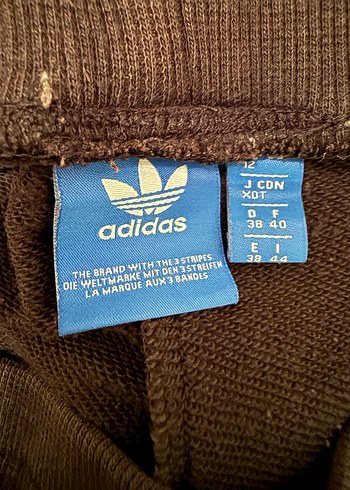 adidas
THE BRAND WITH THE 3 STRIPES
DIE WELTMARKE MIT DEN 3 STREIFEN
LA MARQUE AUX 3 BANDES
12
J CDN
XOT
D F
38 40
E I
38 44